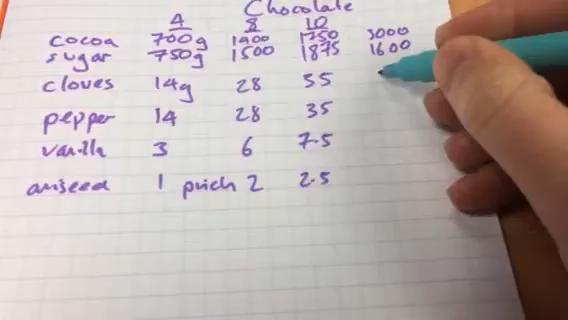 Chocolate
4 8 10
cocoa 700g 1400 1750 3000
sugar 750g 1500 1875 1600
cloves 14g 28 35
pepper 14 28 35
vanilla 3 6 7.5
aniseed 1 pinch 2 2.5